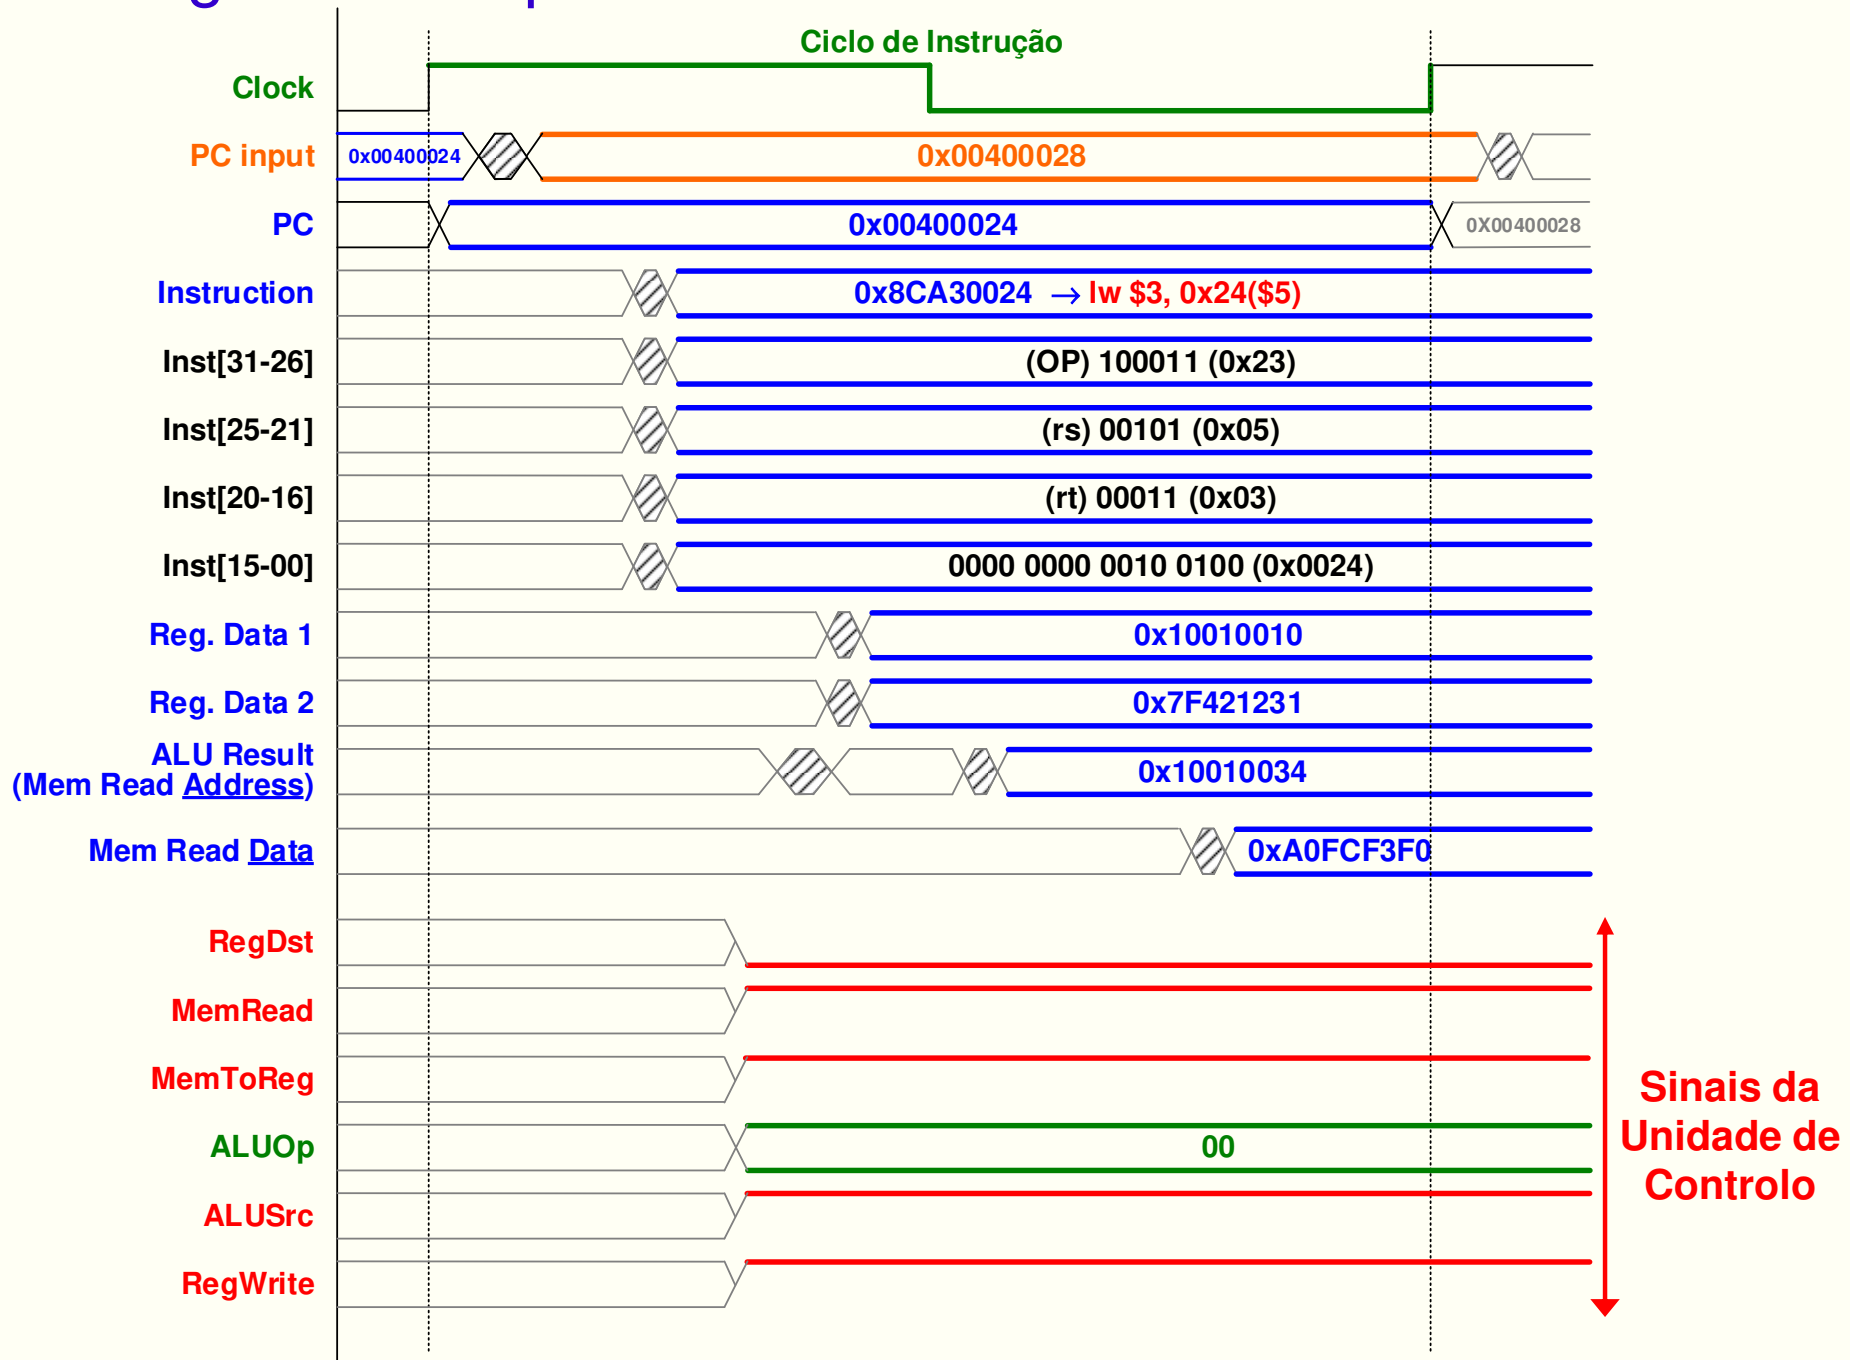 Ciclo de Instrução
Clock
PC input 0x00400024 0x00400028
PC 0x00400024 0X00400028
Instruction 0x8CA30024 → lw $3, 0x24($5)
Inst[31-26] (OP) 100011 (0x23)
Inst[25-21] (rs) 00101 (0x05)
Inst[20-16] (rt) 00011 (0x03)
Inst[15-00] 0000 0000 0010 0100 (0x0024)
Reg. Data 1 0x10010010
Reg. Data 2 0x7F421231
ALU Result
(Mem Read Address) 0x10010034
Mem Read Data 0xA0FCF3F0
RegDst
MemRead
MemToReg
ALUOp 00
ALUSrc
RegWrite
Sinais da
Unidade de
Controlo